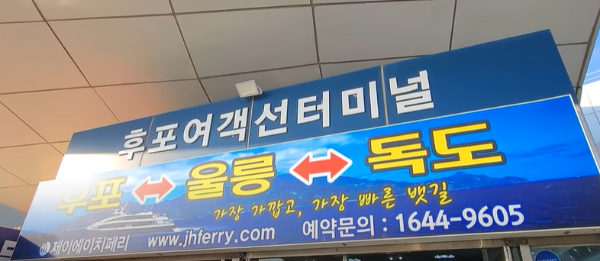 후포여객선터미널
후포 ↔ 울릉 ↔ 독도
가장 가깝고, 가장 빠른 뱃길
제이에이치페리 www.jhferry.com 예약문의 : 1644-9605